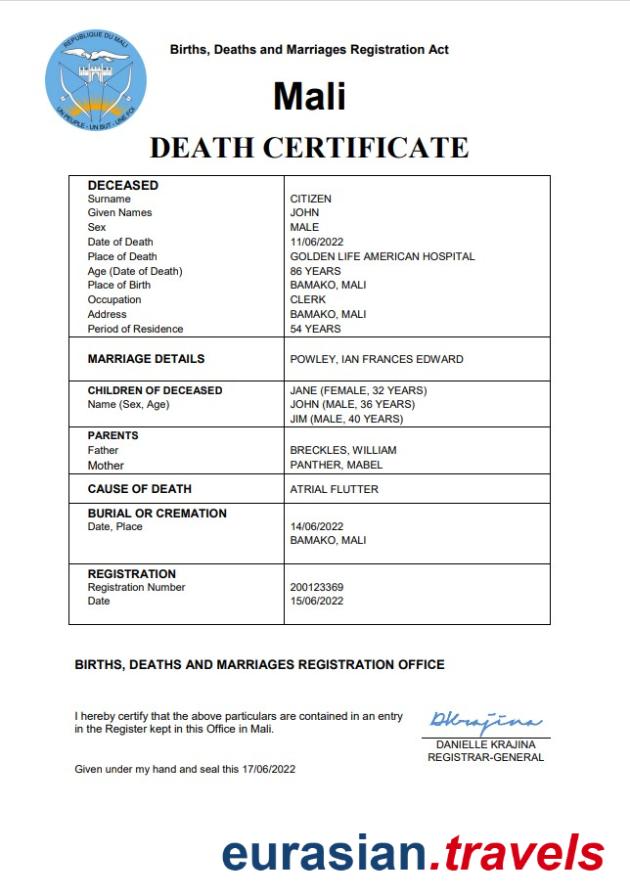 REPUBLIQUE DU MALI
UN PEUPLE - UN BUT - UNE FOI
Births, Deaths and Marriages Registration Act
Mali
DEATH CERTIFICATE
DECEASED
Surname CITIZEN
Given Names JOHN
Sex MALE
Date of Death 11/06/2022
Place of Death GOLDEN LIFE AMERICAN HOSPITAL
Age (Date of Death) 86 YEARS
Place of Birth BAMAKO, MALI
Occupation CLERK
Address BAMAKO, MALI
Period of Residence 54 YEARS
MARRIAGE DETAILS POWLEY, IAN FRANCES EDWARD
CHILDREN OF DECEASED JANE (FEMALE, 32 YEARS)
Name (Sex, Age) JOHN (MALE, 36 YEARS)
JIM (MALE, 40 YEARS)
PARENTS
Father BRECKLES, WILLIAM
Mother PANTHER, MABEL
CAUSE OF DEATH ATRIAL FLUTTER
BURIAL OR CREMATION
Date, Place 14/06/2022
BAMAKO, MALI
REGISTRATION
Registration Number 200123369
Date 15/06/2022
BIRTHS, DEATHS AND MARRIAGES REGISTRATION OFFICE
I hereby certify that the above particulars are contained in an entry
in the Register kept in this Office in Mali.
DKrajina
DANIELLE KRAJINA
REGISTRAR-GENERAL
Given under my hand and seal this 17/06/2022
eurasian.travels